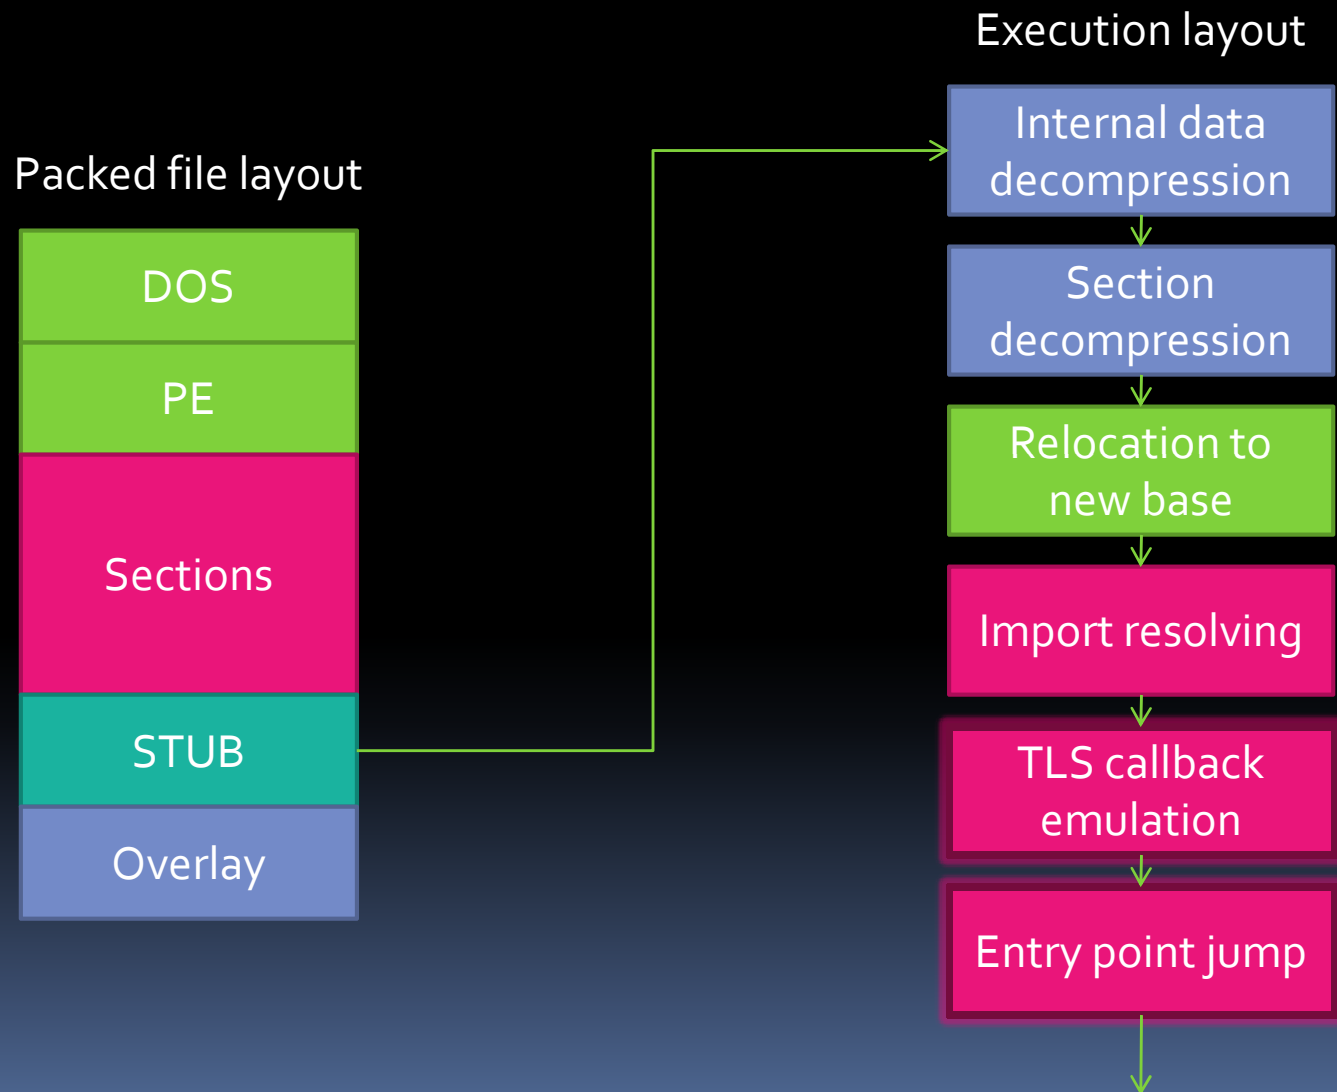 Packed file layout
DOS
PE
Sections
STUB
Overlay
Execution layout
Internal data
decompression
Section
decompression
Relocation to
new base
Import resolving
TLS callback
emulation
Entry point jump